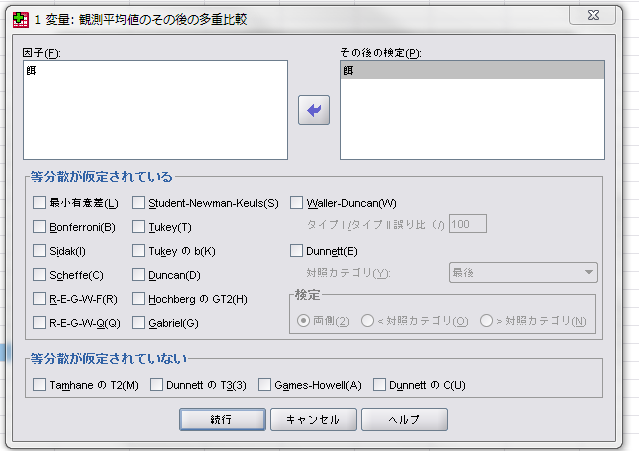 1 変量: 観測平均値のその後の多重比較
因子(F):
餌
その後の検定(P):
餌
等分散が仮定されている
最小有意差(L) Student-Newman-Keuls(S) Waller-Duncan(W)
タイプ I/タイプ II 誤り比 (/) 100
Bonferroni(B) Tukey(T)
Sidak(I) Tukey の b(K) Dunnett(E)
Scheffe(C) Duncan(D) 対照カテゴリ(Y): 最後
検定
R-E-G-W-F(R) Hochberg の GT2(H)
R-E-G-W-Q(Q) Gabriel(G) 両側(2) < 対照カテゴリ(O) > 対照カテゴリ(N)
等分散が仮定されていない
Tamhane の T2(M) Dunnett の T3(3) Games-Howell(A) Dunnett の C(U)
続行 キャンセル ヘルプ